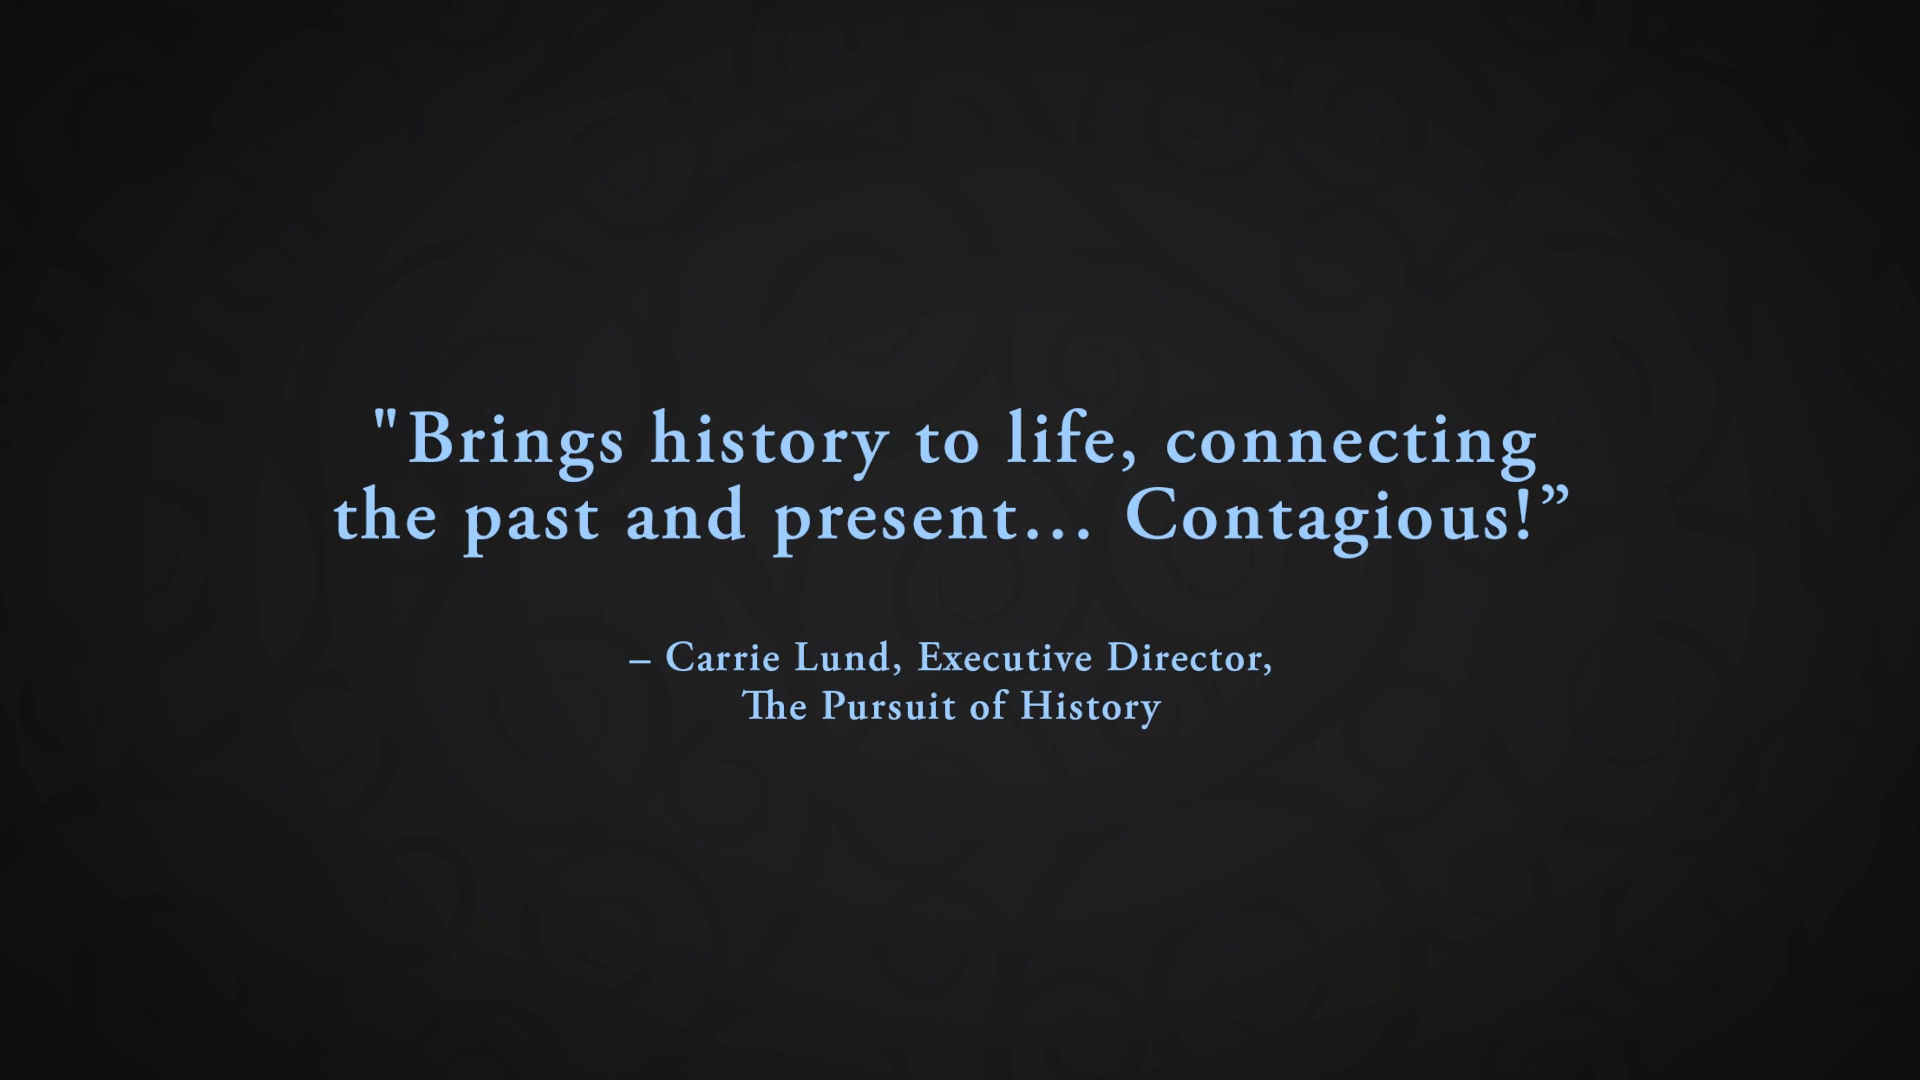 "Brings history to life, connecting
the past and present... Contagious!”
– Carrie Lund, Executive Director,
The Pursuit of History